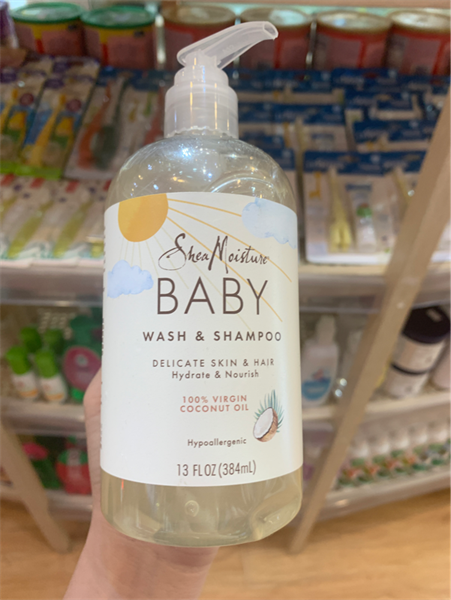 SheaMoisture
BABY
WASH & SHAMPOO
DELICATE SKIN & HAIR
Hydrate & Nourish
100% VIRGIN
COCONUT OIL
Hypoallergenic
13 FL OZ (384mL)